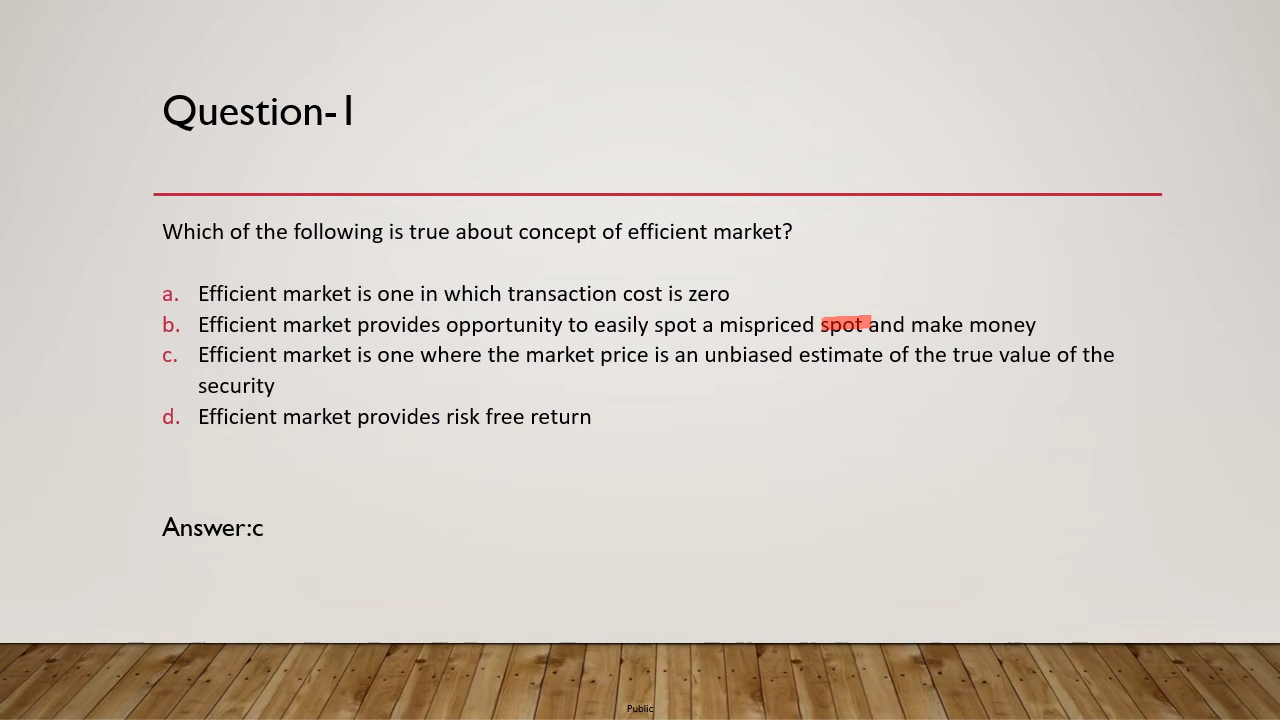 Question-1
Which of the following is true about concept of efficient market?
a. Efficient market is one in which transaction cost is zero
b. Efficient market provides opportunity to easily spot a mispriced spot and make money
c. Efficient market is one where the market price is an unbiased estimate of the true value of the
security
d. Efficient market provides risk free return
Answer:c
Public